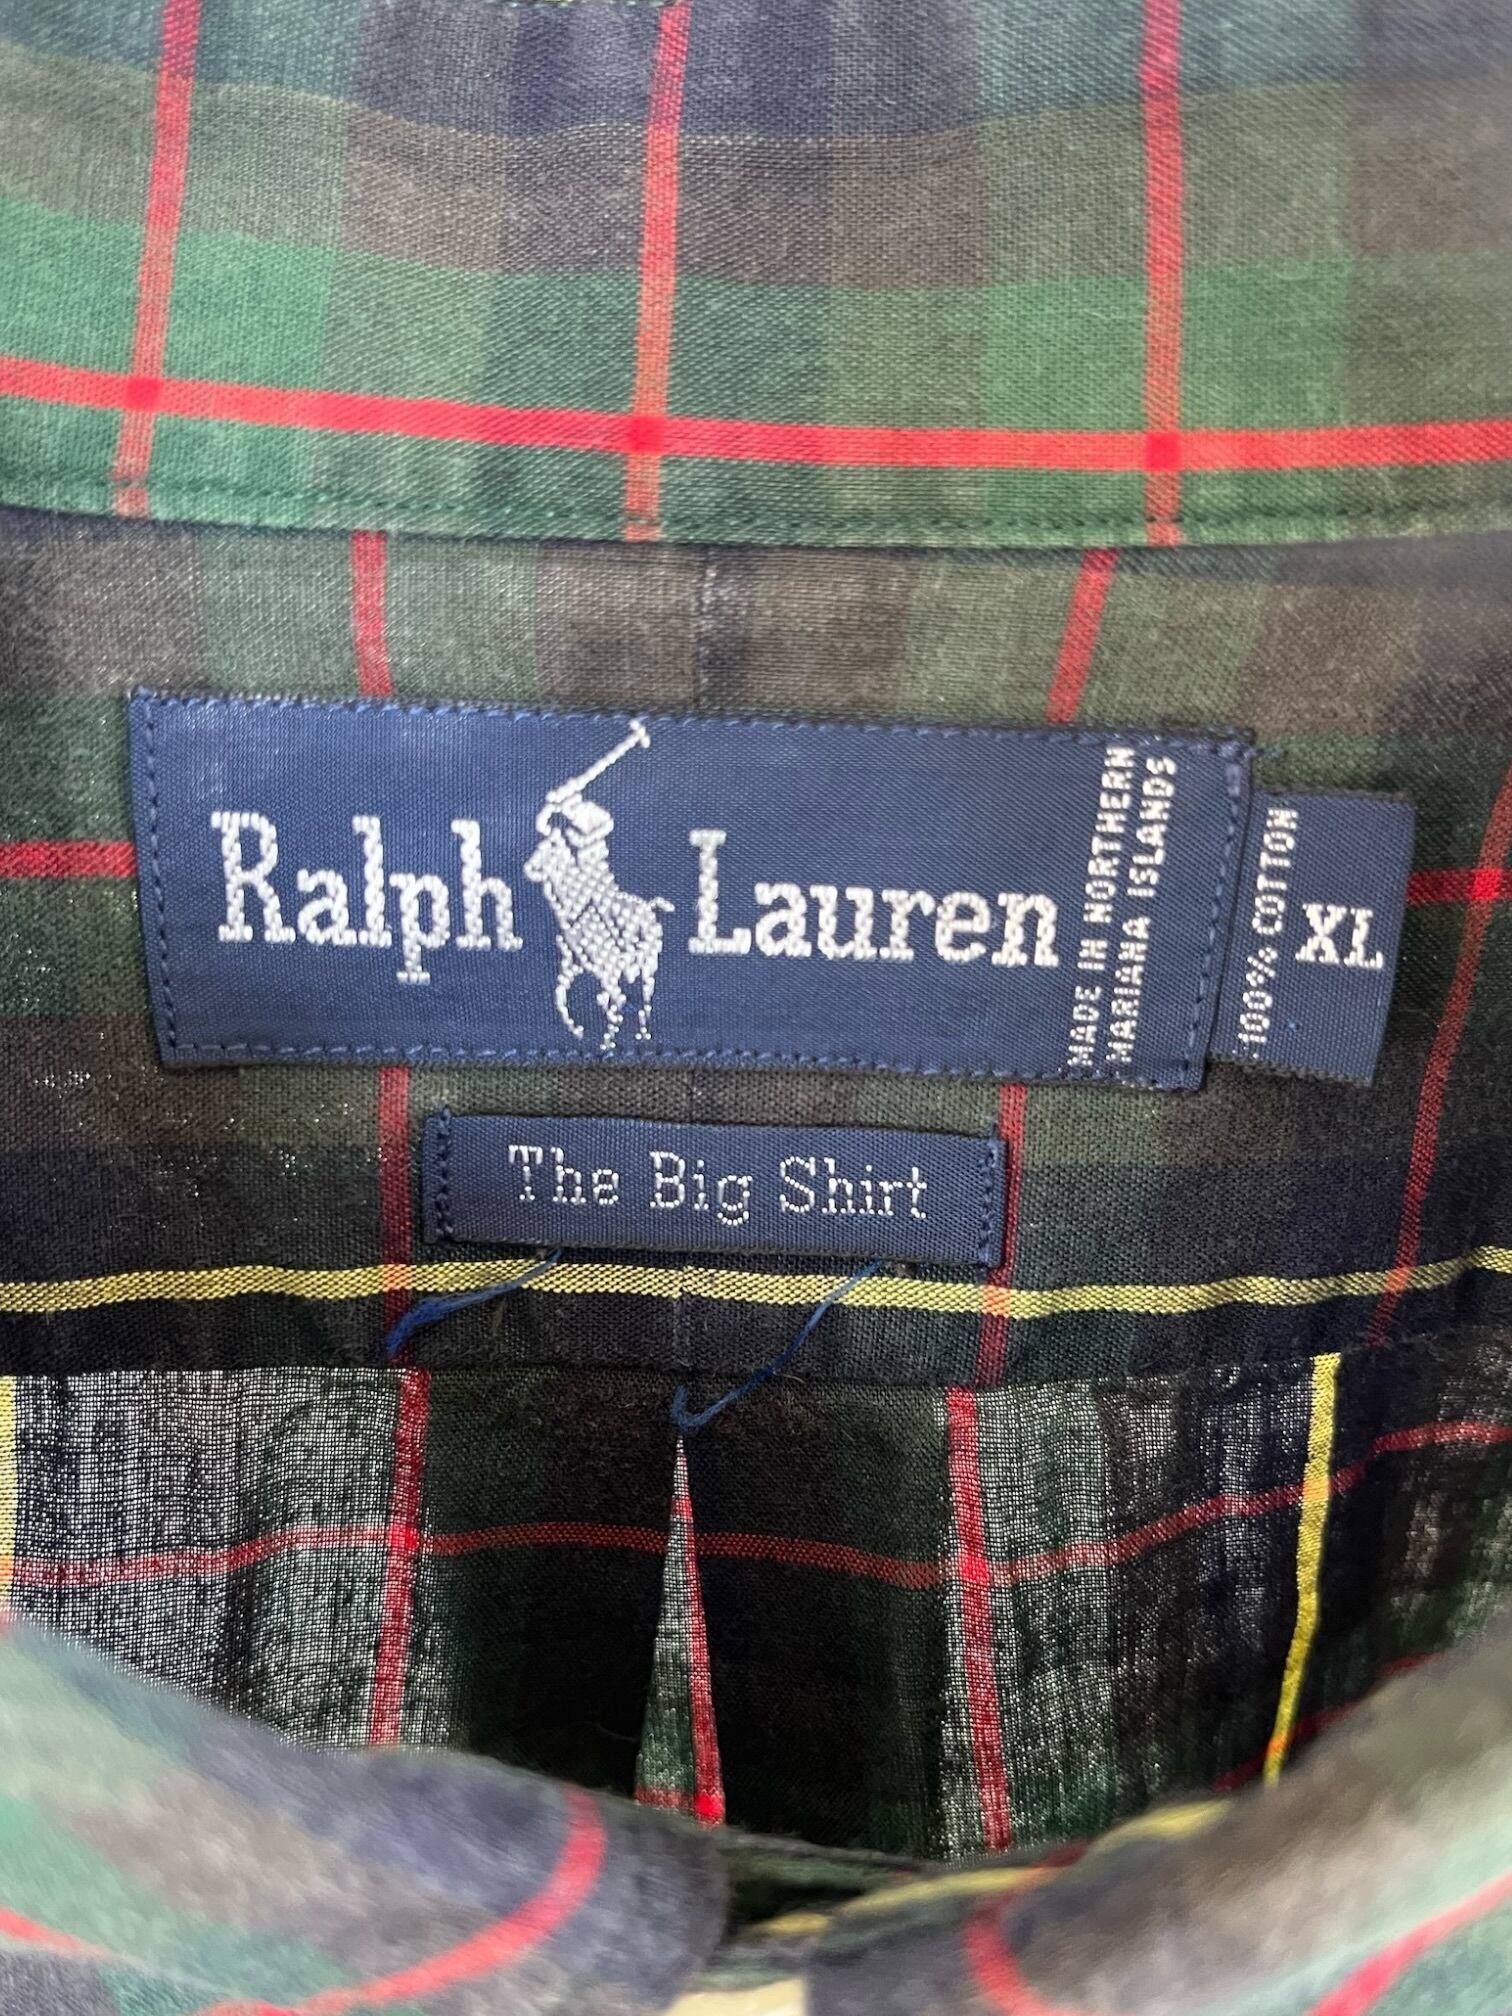 Ralph Lauren
MADE IN NORTHERN
MARIANA ISLANDS
100% COTTON
XL
The Big Shirt